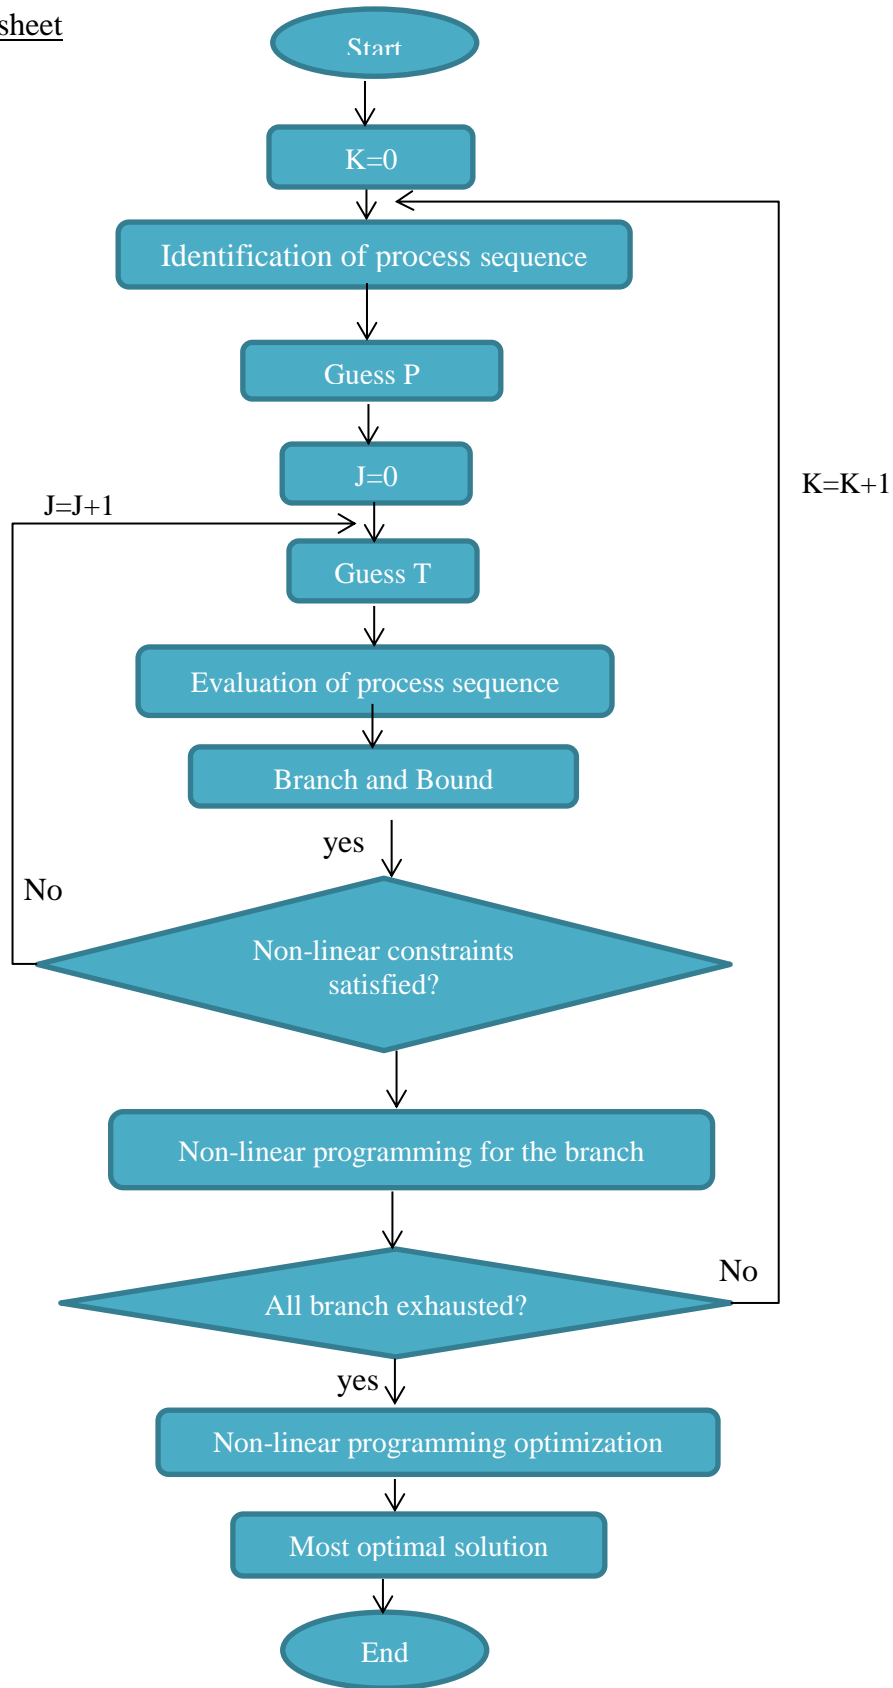 sheet
Start
K=0
Identification of process sequence
Guess P
J=0
K=K+1
J=J+1
Guess T
Evaluation of process sequence
Branch and Bound
yes
No
Non-linear constraints
satisfied?
Non-linear programming for the branch
No
All branch exhausted?
yes
Non-linear programming optimization
Most optimal solution
End